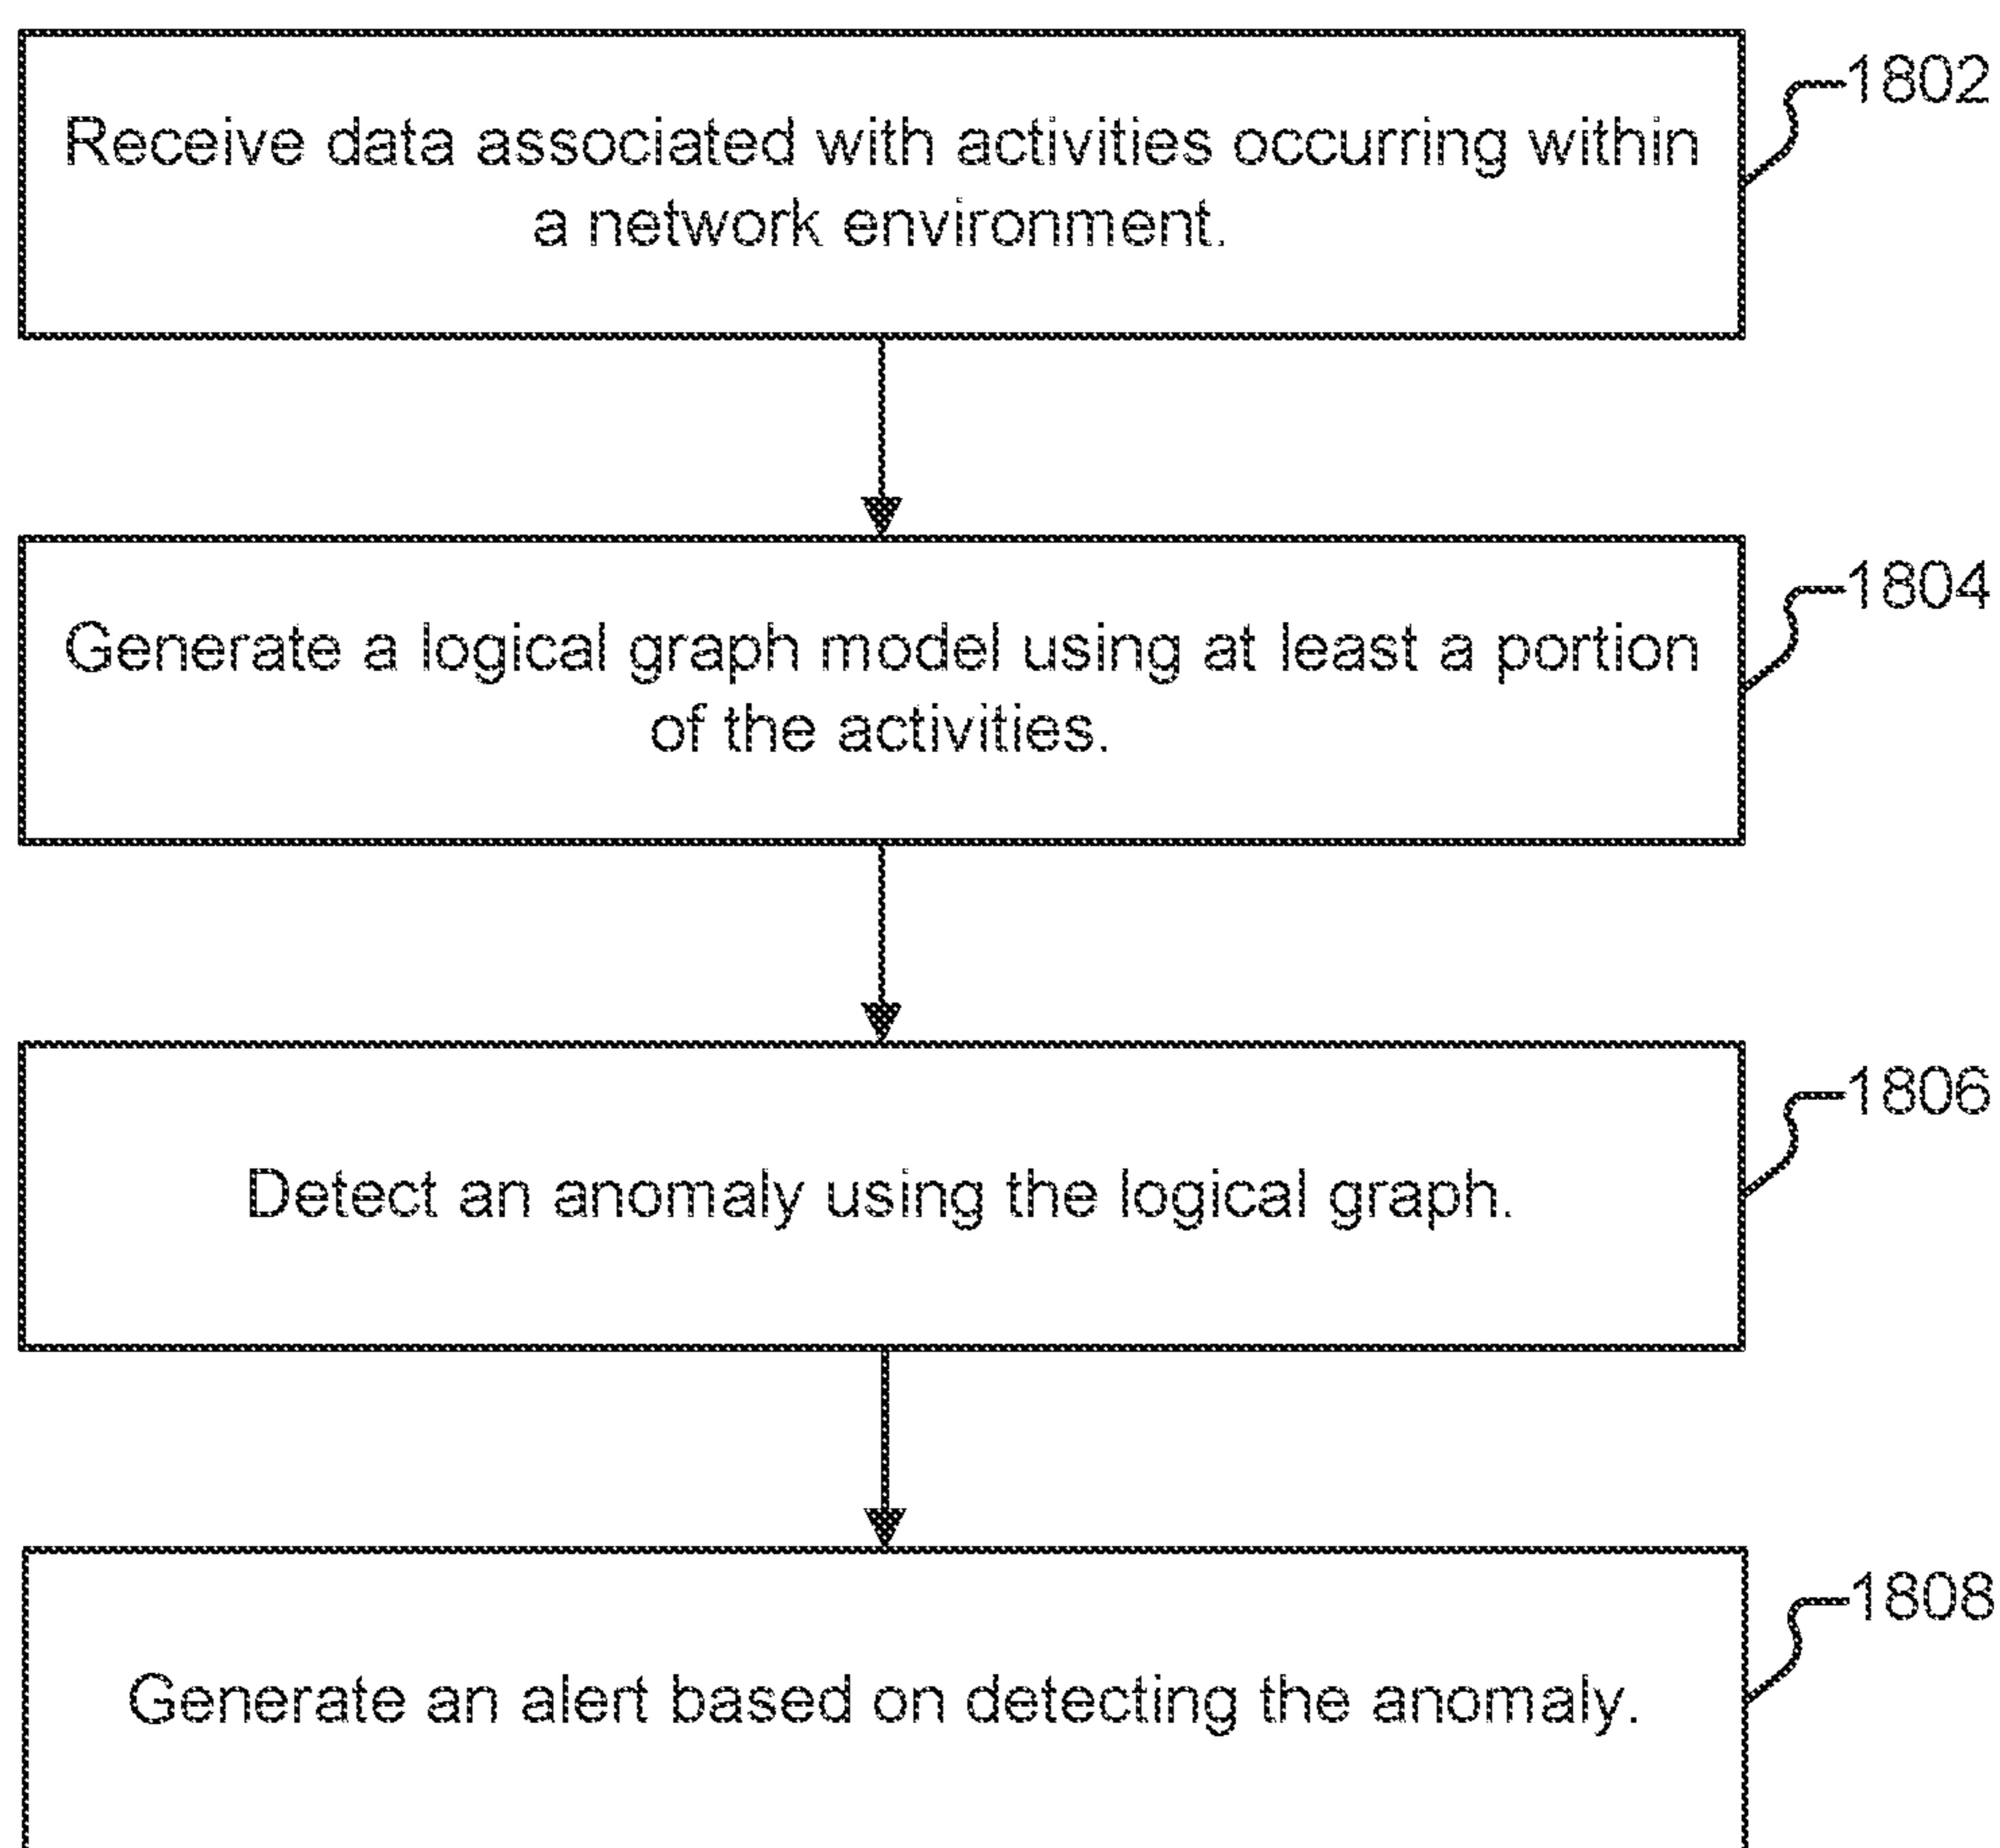 1802
Receive data associated with activities occurring within
a network environment.
1804
Generate a logical graph model using at least a portion
of the activities.
1806
Detect an anomaly using the logical graph.
1808
Generate an alert based on detecting the anomaly.